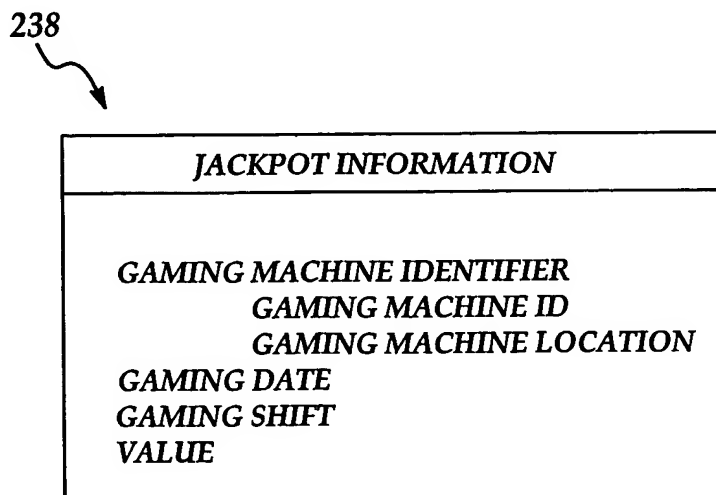 238
JACKPOT INFORMATION
GAMING MACHINE IDENTIFIER
GAMING MACHINE ID
GAMING MACHINE LOCATION
GAMING DATE
GAMING SHIFT
VALUE